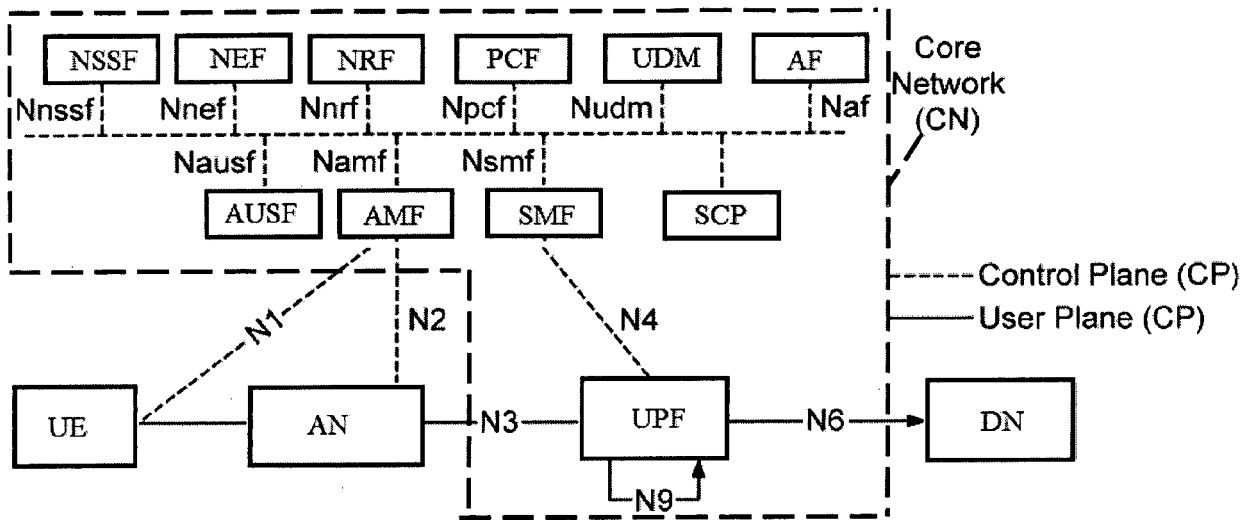 NSSF NEF NRF PCF UDM AF
Core
Network
(CN)
Nnssf Nnef Nnrf Npcf Nudm Naf
Nausf Namf Nsmf
AUSF AMF SMF SCP
Control Plane (CP)
N1 N2 N4
User Plane (CP)
UE AN N3 UPF N6 DN
N9